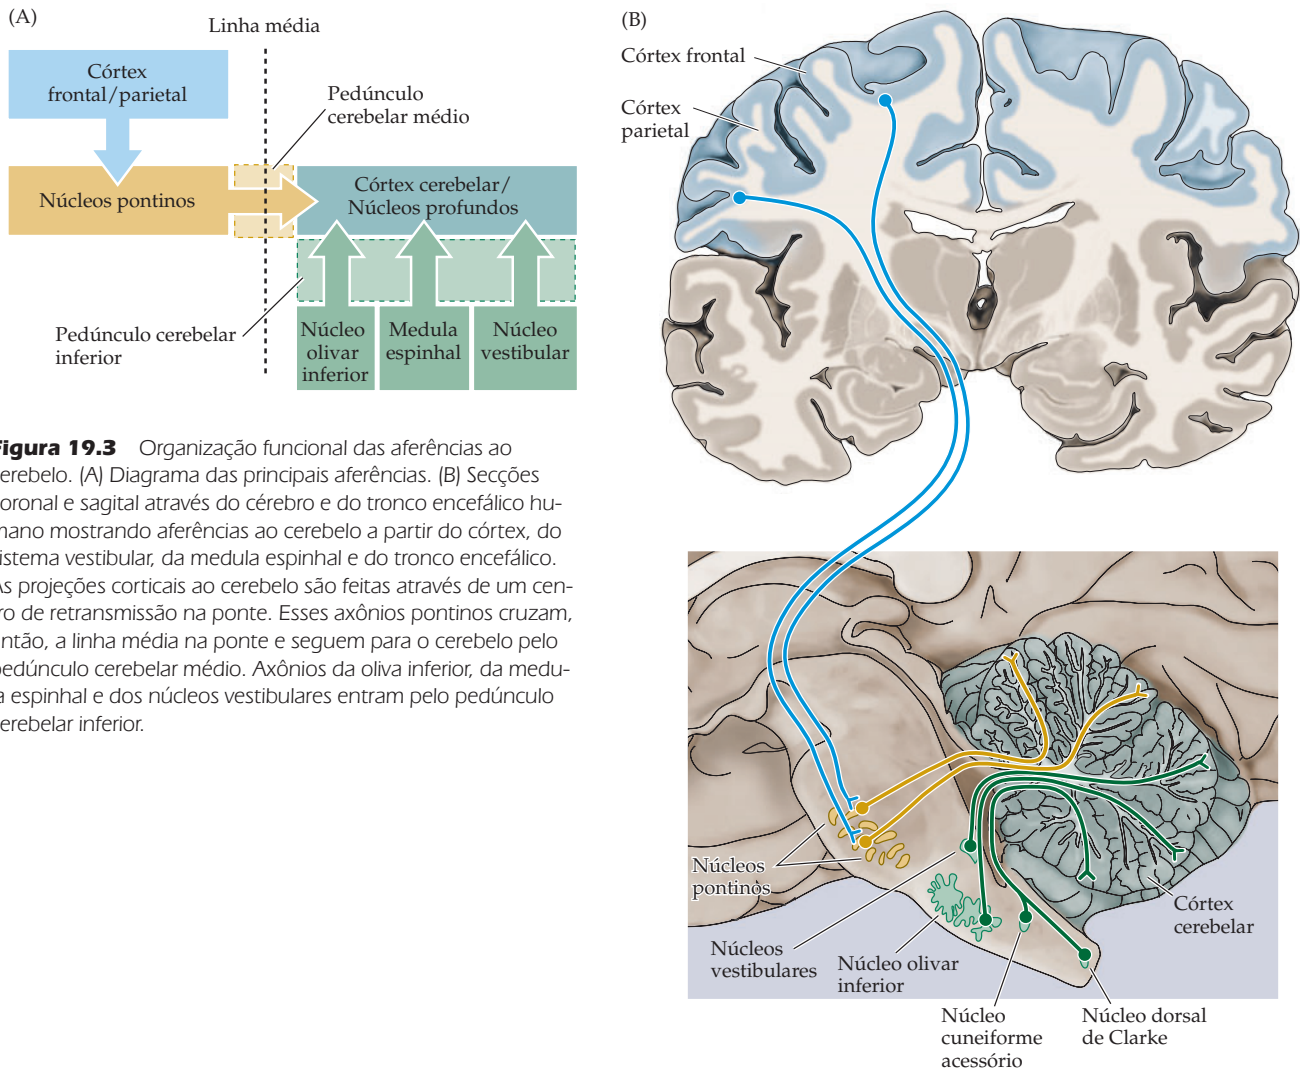 (A)
Linha média
Córtex
frontal/parietal
Pedúnculo
cerebelar médio
Núcleos pontinos
Córtex cerebelar/
Núcleos profundos
Pedúnculo cerebelar
inferior
Núcleo
olivar
inferior
Medula
espinhal
Núcleo
vestibular
Figura 19.3 Organização funcional das aferências ao
erebelo. (A) Diagrama das principais aferências. (B) Secções
oronal e sagital através do cérebro e do tronco encefálico hu-
mano mostrando aferências ao cerebelo a partir do córtex, do
istema vestibular, da medula espinhal e do tronco encefálico.
As projeções corticais ao cerebelo são feitas através de um cen-
ro de retransmissão na ponte. Esses axônios pontinos cruzam,
ntão, a linha média na ponte e seguem para o cerebelo pelo
pedúnculo cerebelar médio. Axônios da oliva inferior, da medu-
a espinhal e dos núcleos vestibulares entram pelo pedúnculo
erebelar inferior.
(B)
Córtex frontal
Córtex
parietal
Núcleos
pontinos
Núcleos
vestibulares
Núcleo olivar
inferior
Núcleo
cuneiforme
acessório
Núcleo dorsal
de Clarke
Córtex
cerebelar